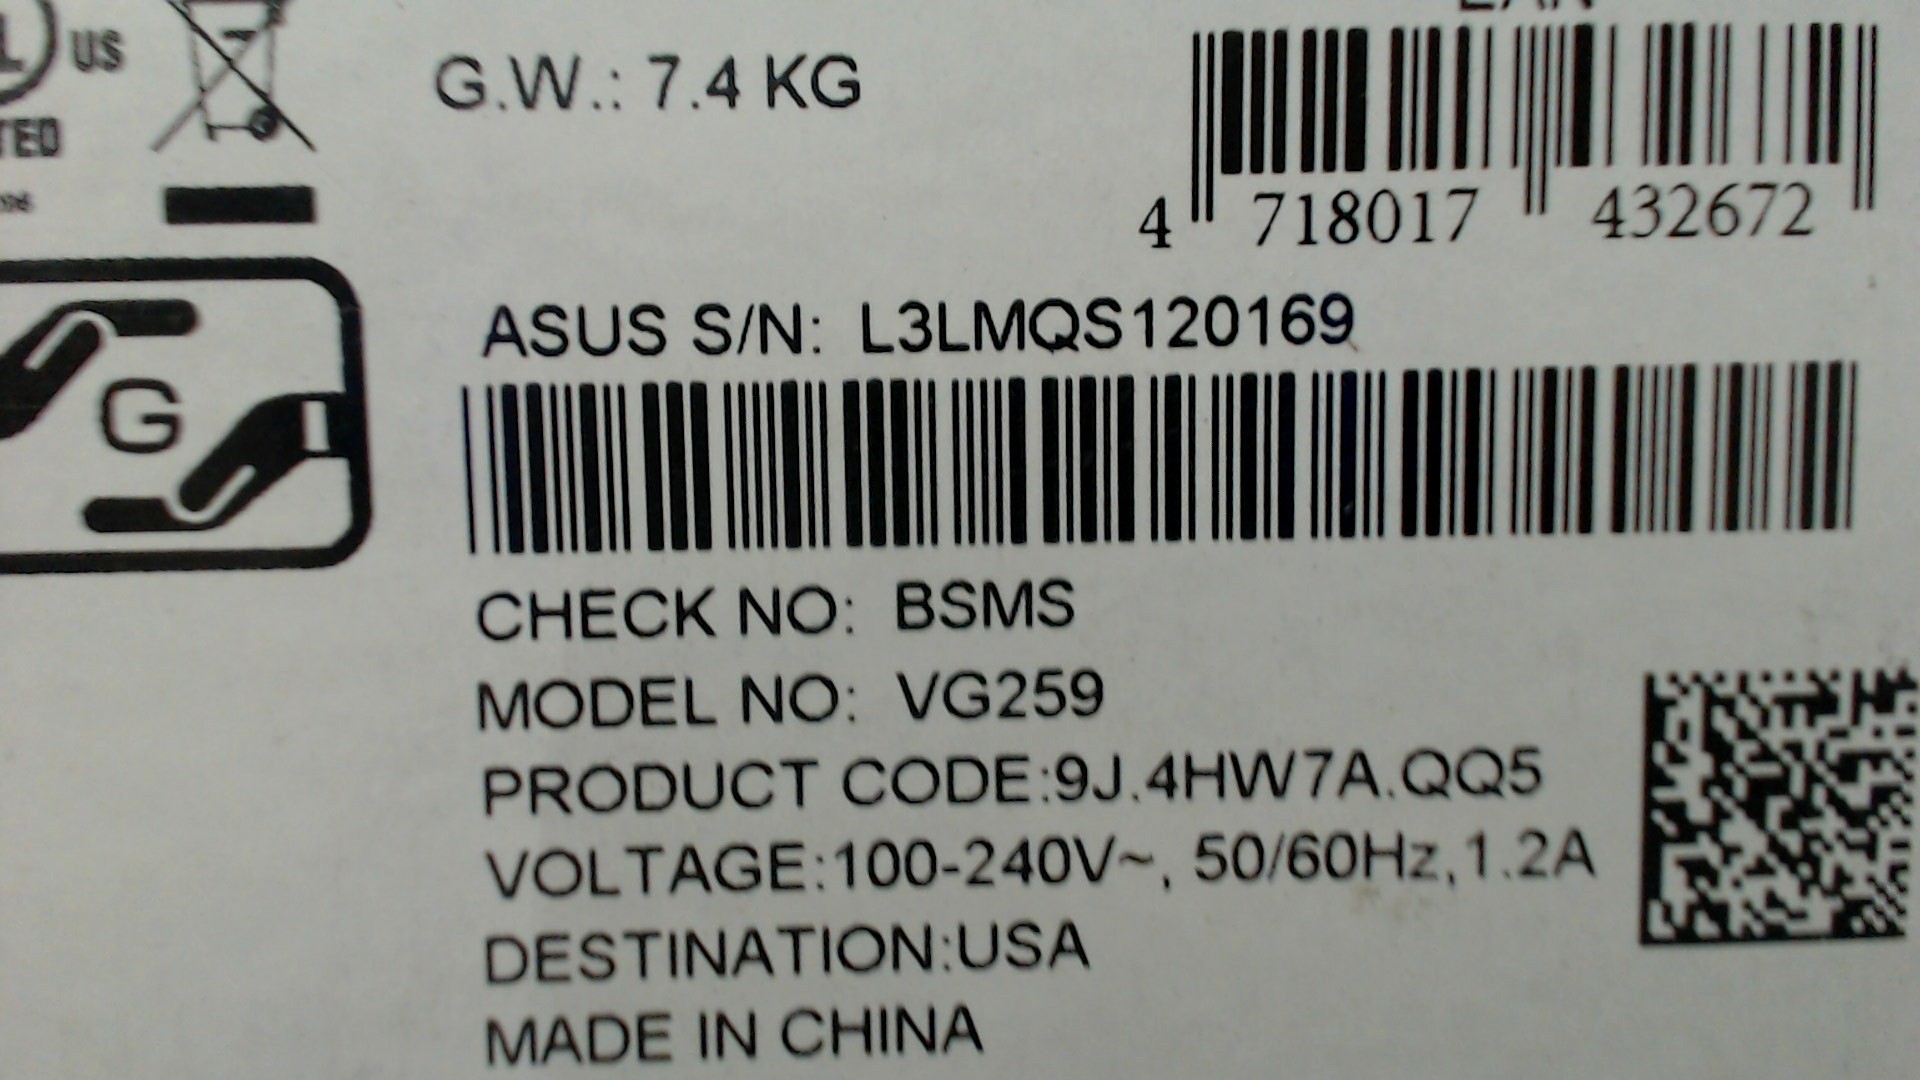 US
G.W.: 7.4 KG
4 718017 432672
ASUS S/N: L3LMQS120169
G
CHECK NO: BSMS
MODEL NO: VG259
PRODUCT CODE:9J.4HW7A.QQ5
VOLTAGE:100-240V~, 50/60Hz,1.2A
DESTINATION:USA
MADE IN CHINA